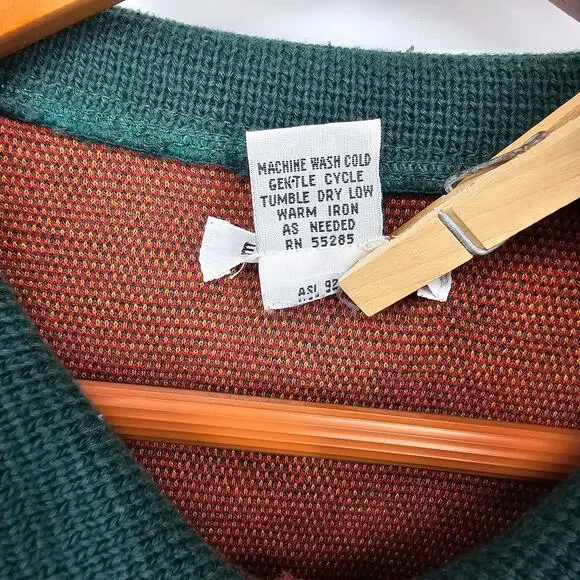 MACHINE WASH COLD
GENTLE CYCLE
TUMBLE DRY LOW
WARM IRON
AS NEEDED
RN 55285